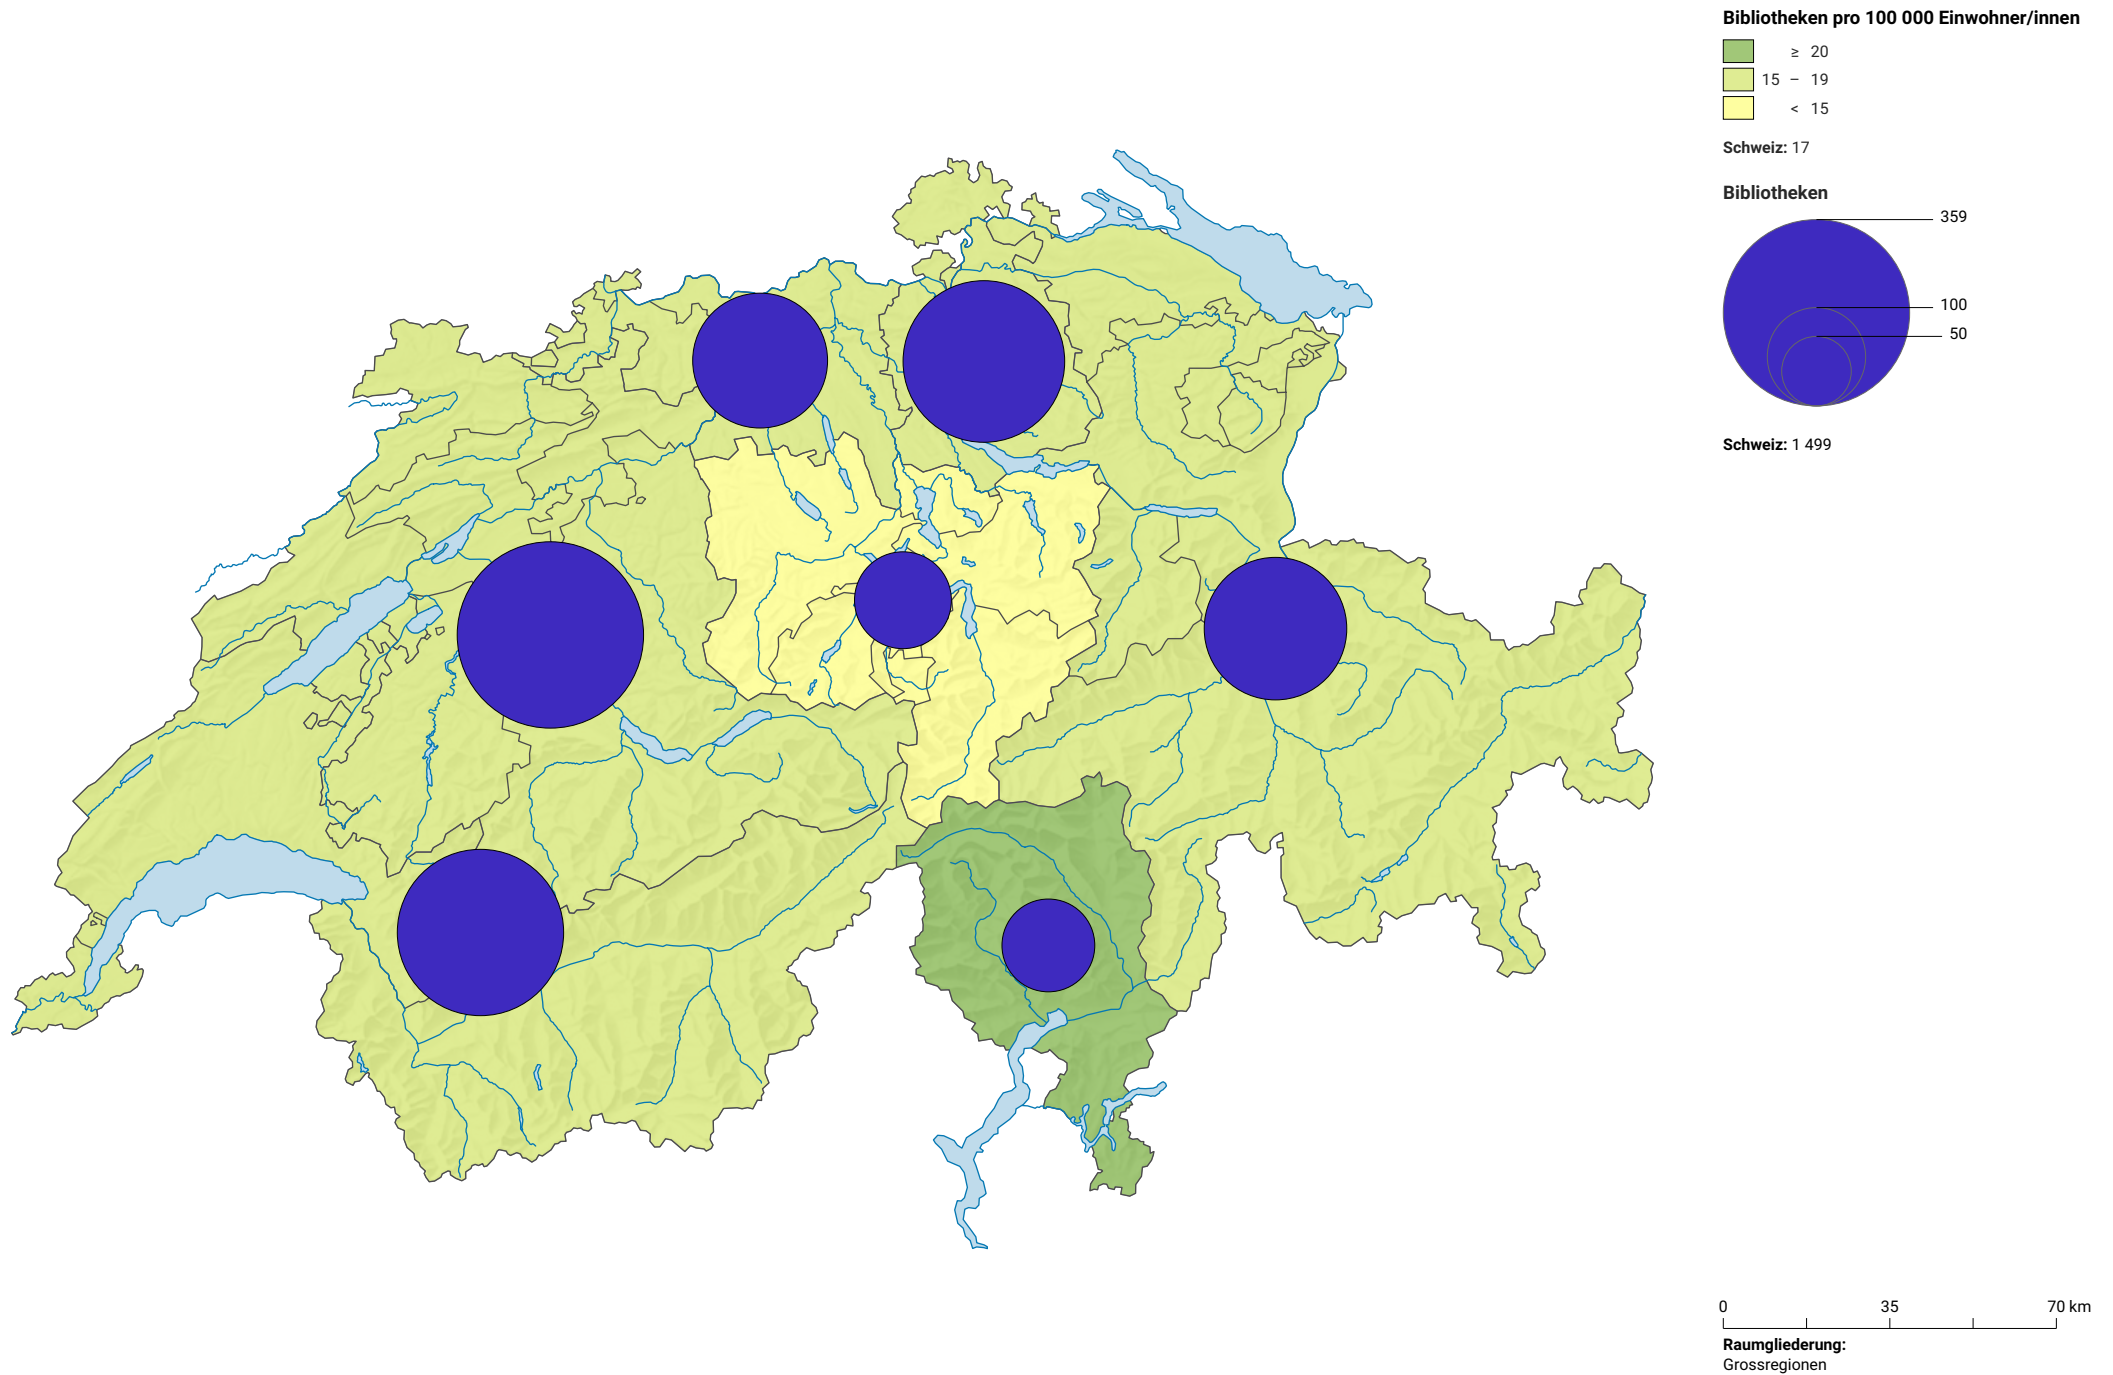 Bibliotheken pro 100 000 Einwohner/innen
≥ 20
15 – 19
< 15
Schweiz: 17
Bibliotheken
359
100
50
Schweiz: 1 499
0 35 70 km
Raumgliederung:
Grossregionen